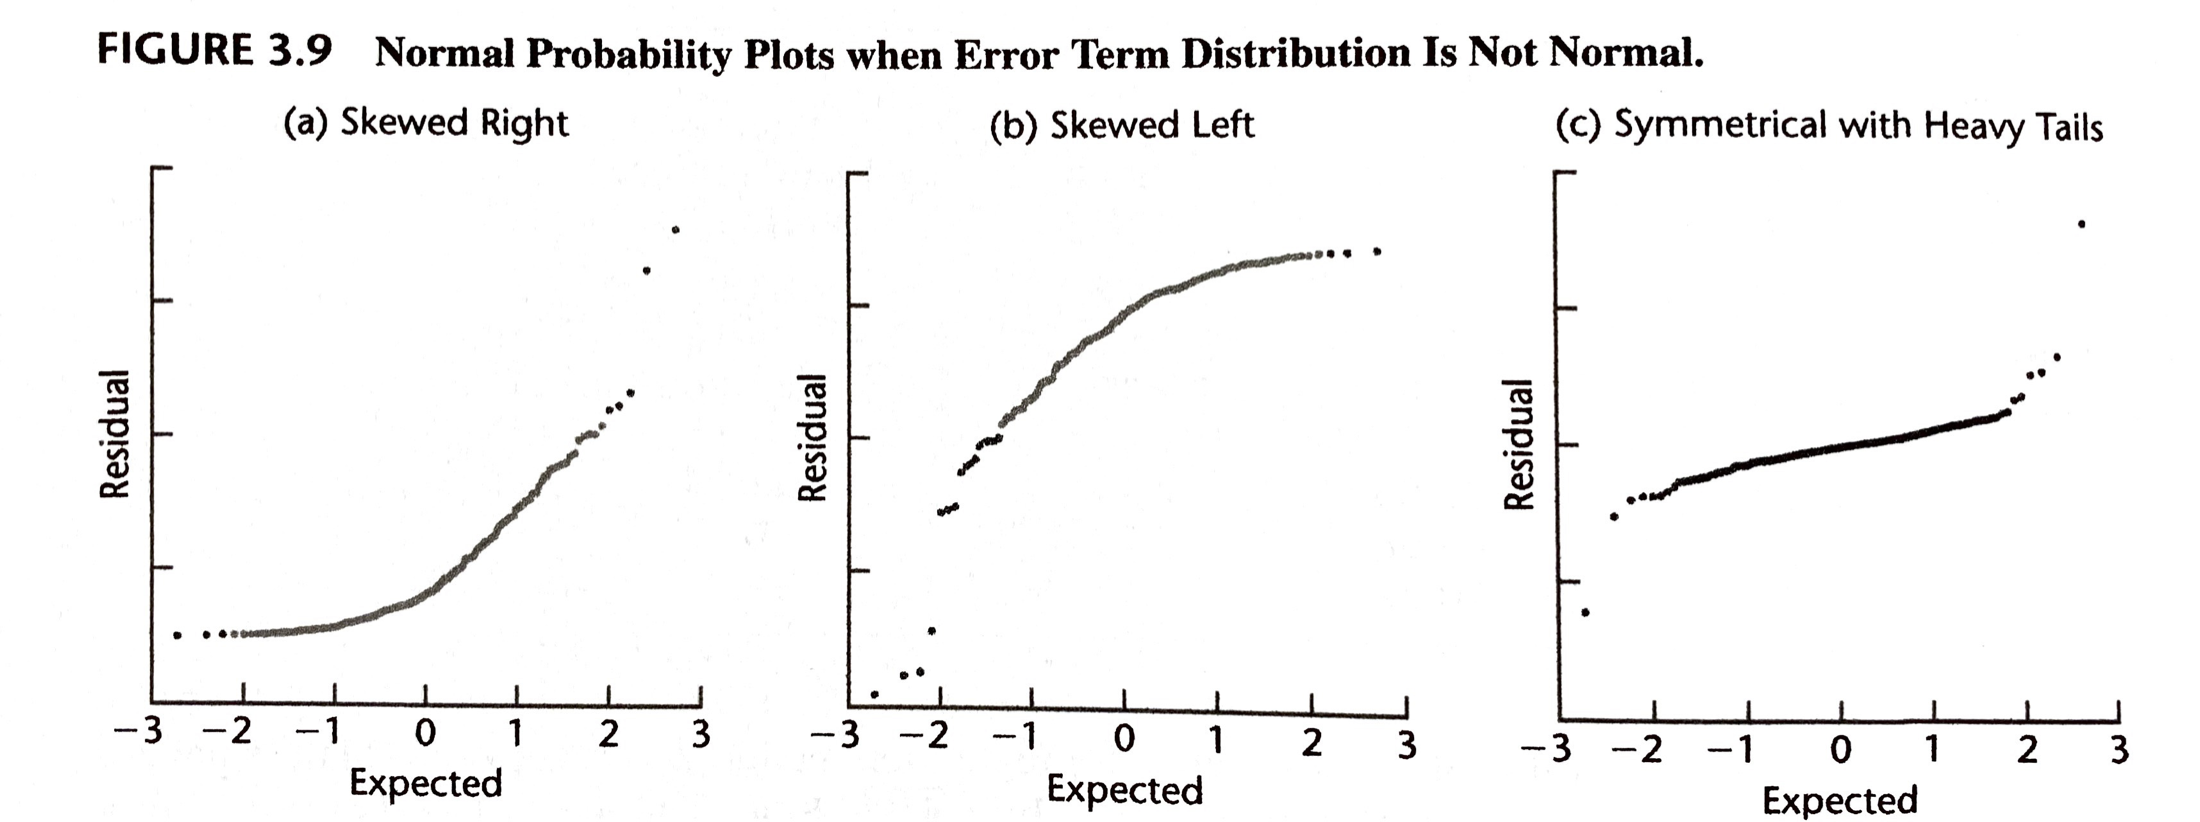 FIGURE 3.9 Normal Probability Plots when Error Term Distribution Is Not Normal.
(a) Skewed Right
Residual
−3 −2 −1 0 1 2 3
Expected
(b) Skewed Left
Residual
−3 −2 −1 0 1 2 3
Expected
(c) Symmetrical with Heavy Tails
Residual
−3 −2 −1 0 1 2 3
Expected